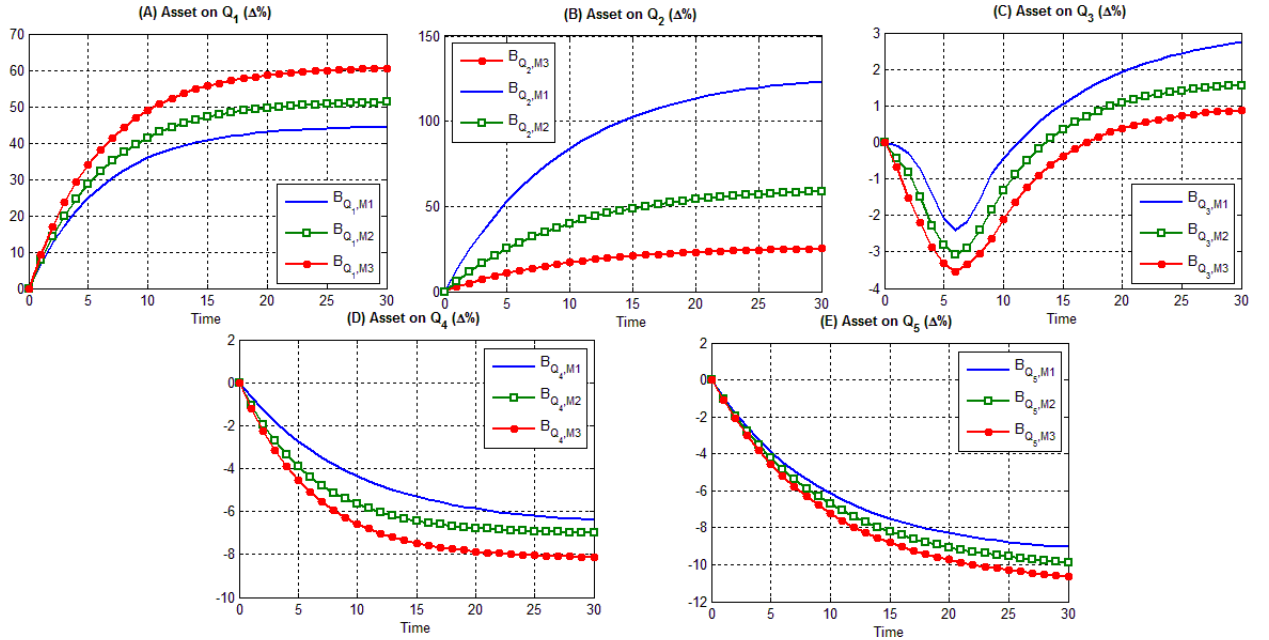 (A) Asset on Q1 (Δ%)
70
60
50
40
30
20
10
0
0 5 10 15 20 25 30
Time
BQ1,M1
BQ1,M2
BQ1,M3
(B) Asset on Q2 (Δ%)
150
100
50
0
0 5 10 15 20 25 30
Time
BQ2,M3
BQ2,M1
BQ2,M2
(C) Asset on Q3 (Δ%)
3
2
1
0
-1
-2
-3
-4
0 5 10 15 20 25 30
Time
BQ3,M1
BQ3,M2
BQ3,M3
(D) Asset on Q4 (Δ%)
2
0
-2
-4
-6
-8
-10
0 5 10 15 20 25 30
Time
BQ4,M1
BQ4,M2
BQ4,M3
(E) Asset on Q5 (Δ%)
2
0
-2
-4
-6
-8
-10
-12
0 5 10 15 20 25 30
Time
BQ5,M1
BQ5,M2
BQ5,M3